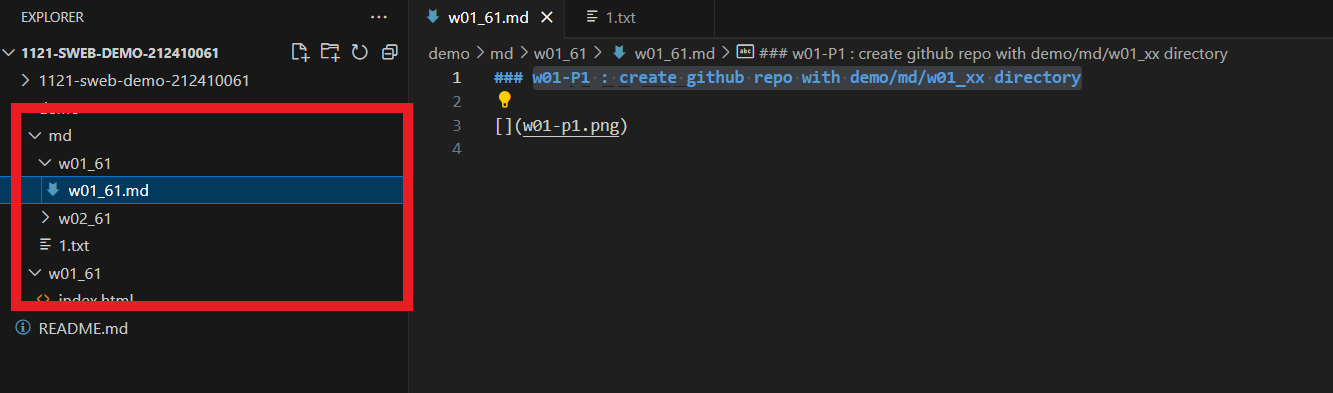 EXPLORER
1121-SWEB-DEMO-212410061
1121-sweb-demo-212410061
demo
md
w01_61
w01_61.md
w02_61
1.txt
w01_61
index.html
README.md
w01_61.md 1.txt
demo > md > w01_61 > w01_61.md > abc ### w01-P1 : create github repo with demo/md/w01_xx directory
1 ### w01-P1 : create github repo with demo/md/w01_xx directory
2
3 [](w01-p1.png)
4